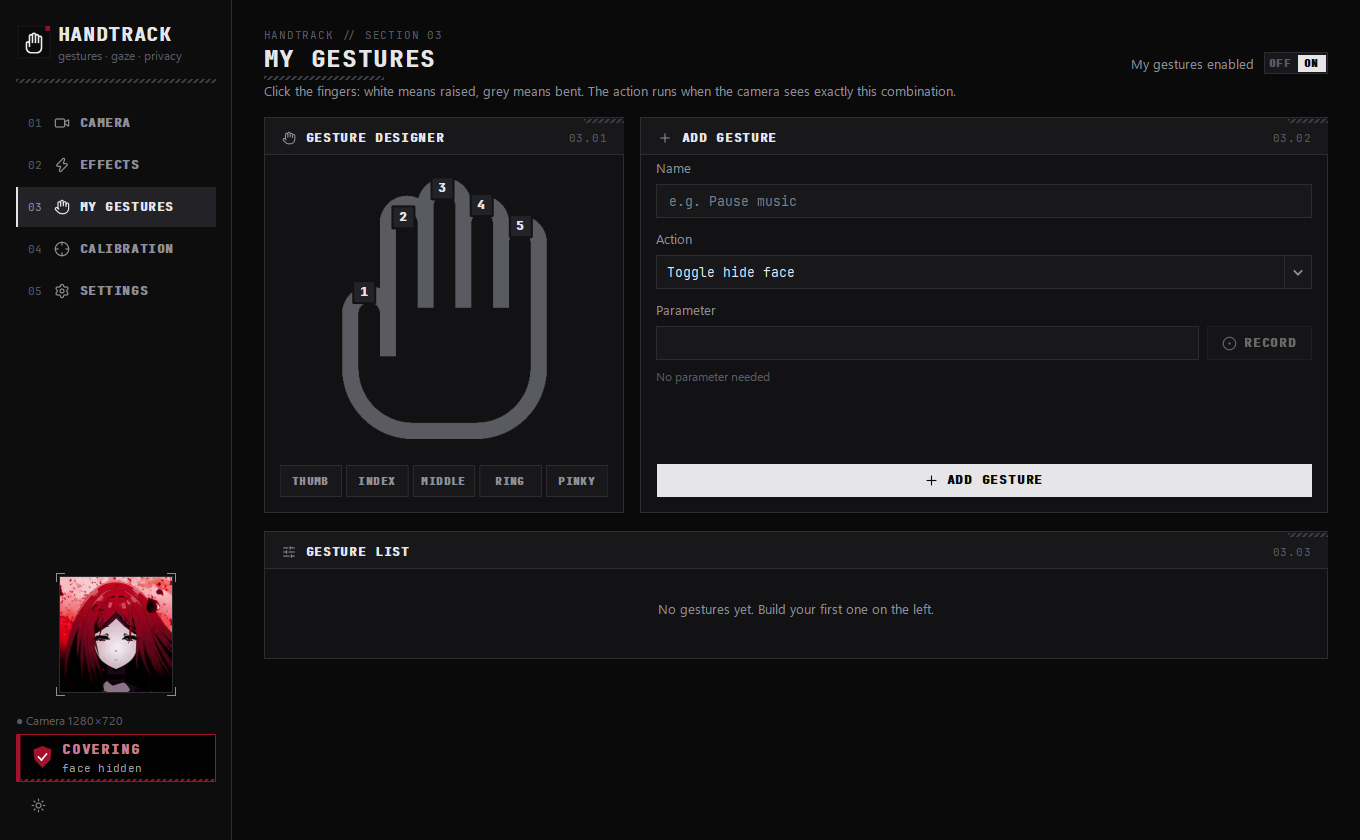 HANDTRACK
gestures · gaze · privacy
01 CAMERA
02 EFFECTS
03 MY GESTURES
04 CALIBRATION
05 SETTINGS
Camera 1280×720
COVERING
face hidden
HANDTRACK // SECTION 03
MY GESTURES
My gestures enabled OFF ON
Click the fingers: white means raised, grey means bent. The action runs when the camera sees exactly this combination.
GESTURE DESIGNER 03.01
1
2
3
4
5
THUMB INDEX MIDDLE RING PINKY
ADD GESTURE 03.02
Name
e.g. Pause music
Action
Toggle hide face
Parameter
RECORD
No parameter needed
ADD GESTURE
GESTURE LIST 03.03
No gestures yet. Build your first one on the left.